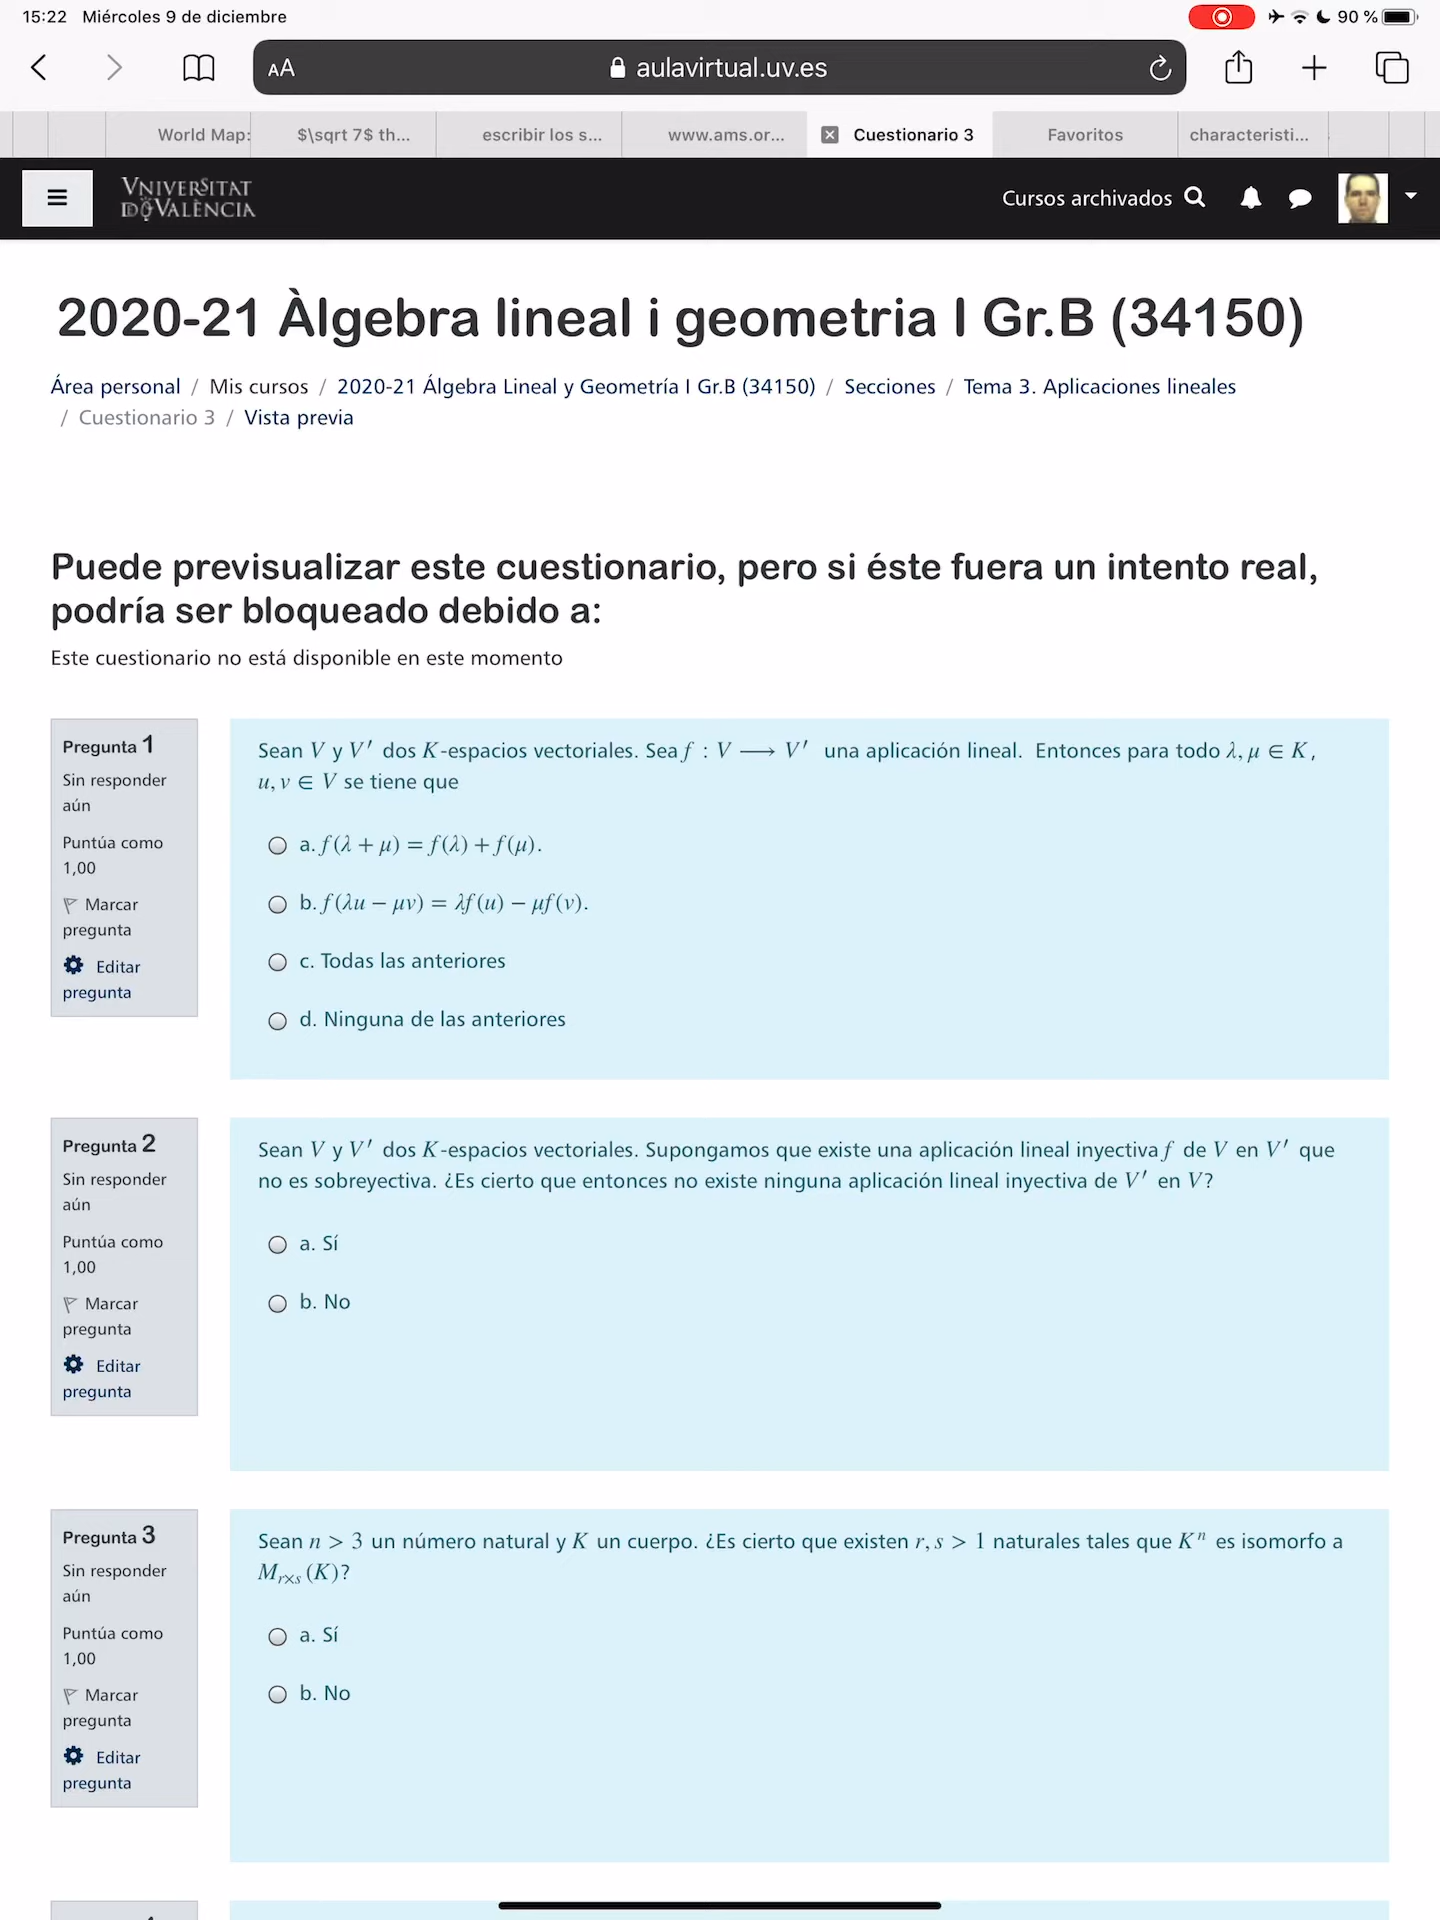 15:22 Miércoles 9 de diciembre
90 %
AA aulavirtual.uv.es
World Map: $\sqrt 7$ th... escribir los s... www.ams.or... Cuestionario 3 Favoritos characteristi...
VNIVERSITAT
DE VALÈNCIA
Cursos archivados
2020-21 Àlgebra lineal i geometria I Gr.B (34150)
Área personal / Mis cursos / 2020-21 Álgebra Lineal y Geometría I Gr.B (34150) / Secciones / Tema 3. Aplicaciones lineales
/ Cuestionario 3 / Vista previa
Puede previsualizar este cuestionario, pero si éste fuera un intento real,
podría ser bloqueado debido a:
Este cuestionario no está disponible en este momento
Pregunta 1
Sin responder
aún
Puntúa como
1,00
Marcar
pregunta
Editar
pregunta
Sean V y V′ dos K-espacios vectoriales. Sea f : V ⟶ V′ una aplicación lineal. Entonces para todo λ, μ ∈ K,
u, v ∈ V se tiene que
a. f(λ + μ) = f(λ) + f(μ).
b. f(λu − μv) = λf(u) − μf(v).
c. Todas las anteriores
d. Ninguna de las anteriores
Pregunta 2
Sin responder
aún
Puntúa como
1,00
Marcar
pregunta
Editar
pregunta
Sean V y V′ dos K-espacios vectoriales. Supongamos que existe una aplicación lineal inyectiva f de V en V′ que
no es sobreyectiva. ¿Es cierto que entonces no existe ninguna aplicación lineal inyectiva de V′ en V?
a. Sí
b. No
Pregunta 3
Sin responder
aún
Puntúa como
1,00
Marcar
pregunta
Editar
pregunta
Sean n > 3 un número natural y K un cuerpo. ¿Es cierto que existen r, s > 1 naturales tales que Kⁿ es isomorfo a
M_{r×s}(K)?
a. Sí
b. No